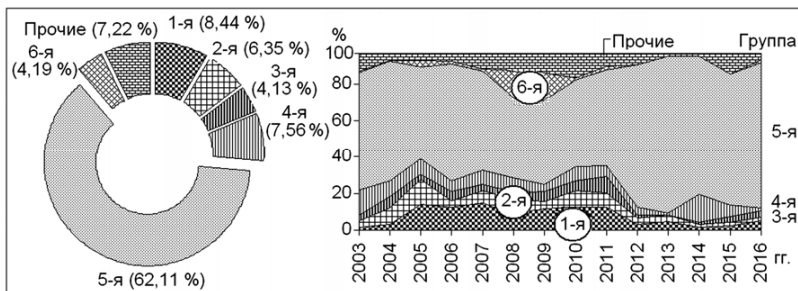 Прочие (7,22 %)
1-я (8,44 %)
6-я
(4,19 %)
2-я (6,35 %)
3-я
(4,13 %)
4-я
(7,56 %)
5-я (62,11 %)
%
100
80
60
40
20
0
Прочие
Группа
6-я
5-я
2-я
4-я
3-я
1-я
2003
2004
2005
2006
2007
2008
2009
2010
2011
2012
2013
2014
2015
2016
гг.